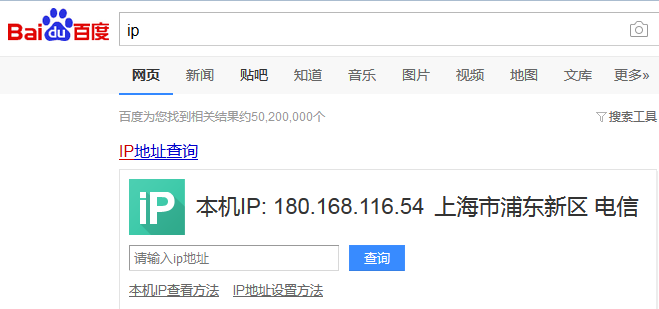 Baidu百度 ip
网页 新闻 贴吧 知道 音乐 图片 视频 地图 文库 更多»
百度为您找到相关结果约50,200,000个 搜索工具
IP地址查询
iP 本机IP: 180.168.116.54 上海市浦东新区 电信
请输入ip地址 查询
本机IP查看方法 IP地址设置方法